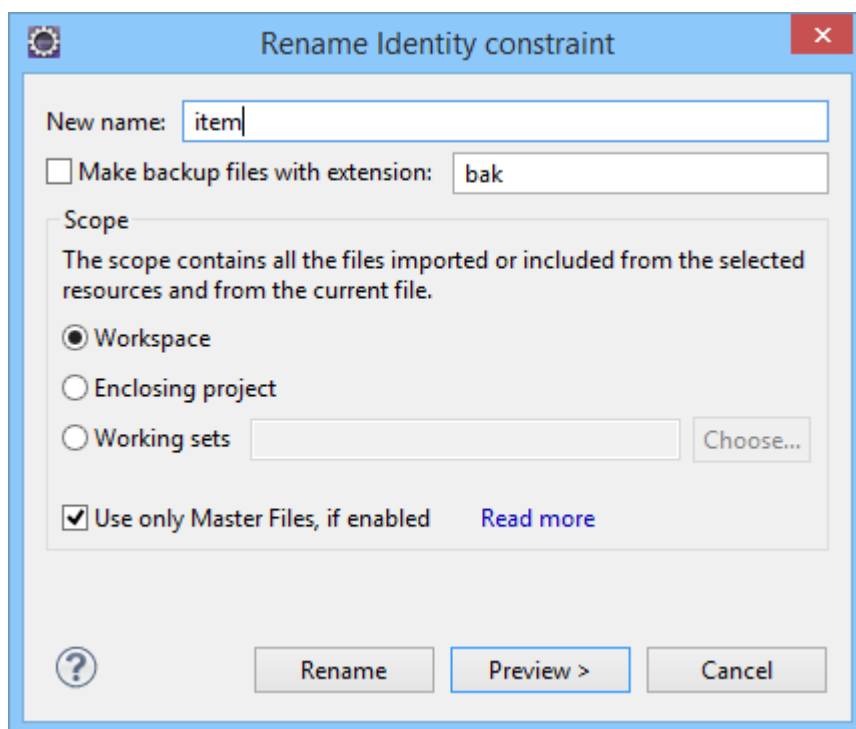 Rename Identity constraint
New name: item
Make backup files with extension: bak
Scope
The scope contains all the files imported or included from the selected
resources and from the current file.
Workspace
Enclosing project
Working sets Choose...
Use only Master Files, if enabled Read more
? Rename Preview > Cancel